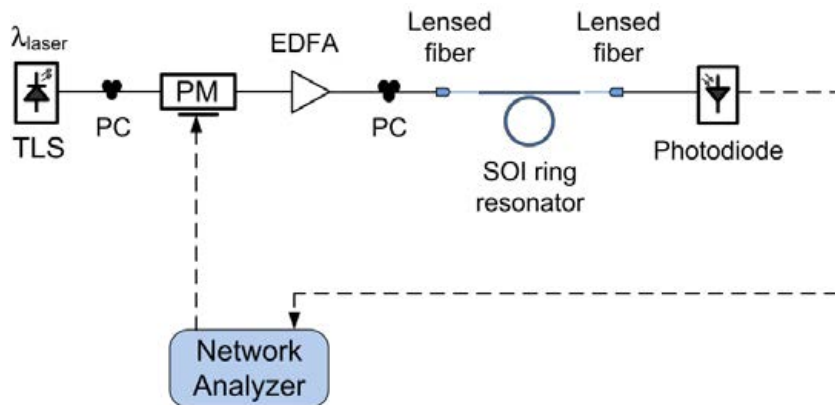 λlaser
TLS
PC
PM
EDFA
PC
Lensed
fiber
Lensed
fiber
SOI ring
resonator
Photodiode
Network
Analyzer